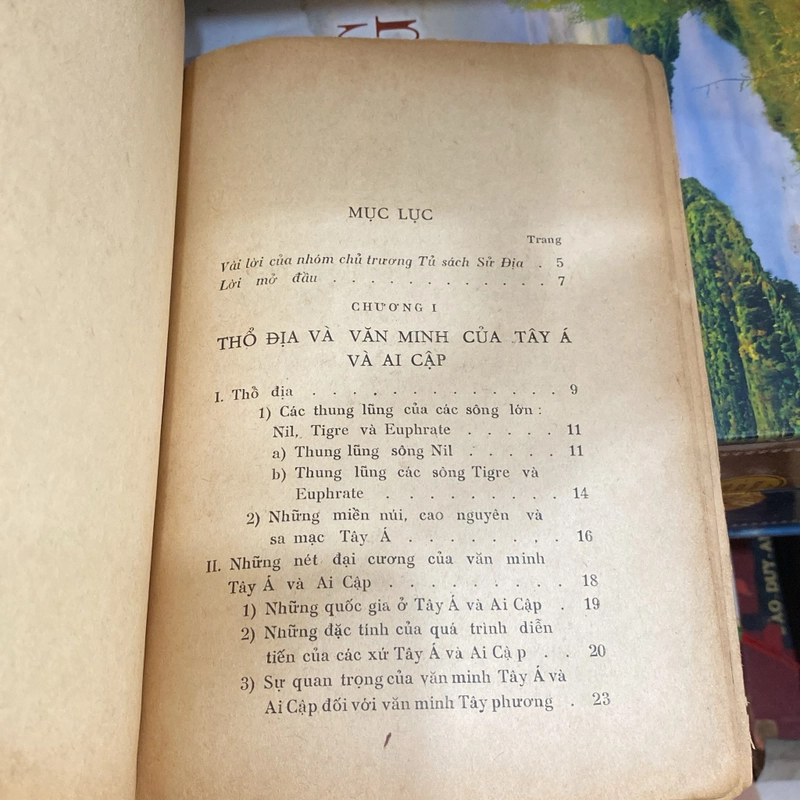 MỤC LỤC
Trang
Vài lời của nhóm chủ trương Tủ sách Sử Địa . 5
Lời mở đầu . . . . . . . . . . . . 7
CHƯƠNG I
THỔ ĐỊA VÀ VĂN MINH CỦA TÂY Á
VÀ AI CẬP
I. Thổ địa . . . . . . . . . . . . . 9
1) Các thung lũng của các sông lớn :
Nil, Tigre và Euphrate . . . . . 11
a) Thung lũng sông Nil . . . . . 11
b) Thung lũng các sông Tigre và
Euphrate . . . . . . . . . 14
2) Những miền núi, cao nguyên và
sa mạc Tây Á . . . . . . . . 16
II. Những nét đại cương của văn minh
Tây Á và Ai Cập . . . . . . . . . 18
1) Những quốc gia ở Tây Á và Ai Cập . 19
2) Những đặc tính của quá trình diễn
tiến của các xứ Tây Á và Ai Cập . . 20
3) Sự quan trọng của văn minh Tây Á và
Ai Cập đối với văn minh Tây phương . 23
ÀO DUY A